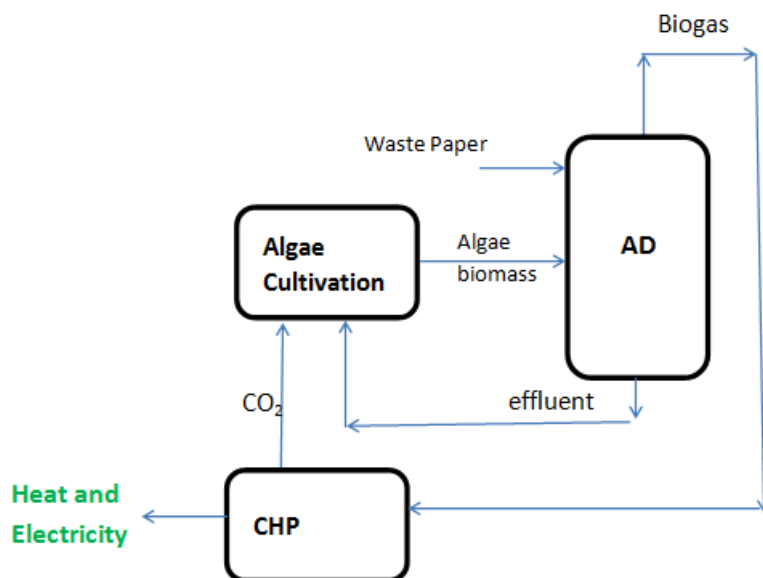 Biogas
Waste Paper
Algae
Cultivation
Algae
biomass
AD
CO₂
effluent
Heat and
Electricity
CHP